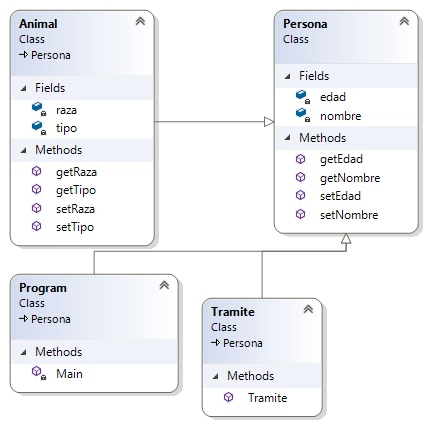 Animal
Class
Persona
Fields
raza
tipo
Methods
getRaza
getTipo
setRaza
setTipo
Persona
Class
Fields
edad
nombre
Methods
getEdad
getNombre
setEdad
setNombre
Program
Class
Persona
Methods
Main
Tramite
Class
Persona
Methods
Tramite